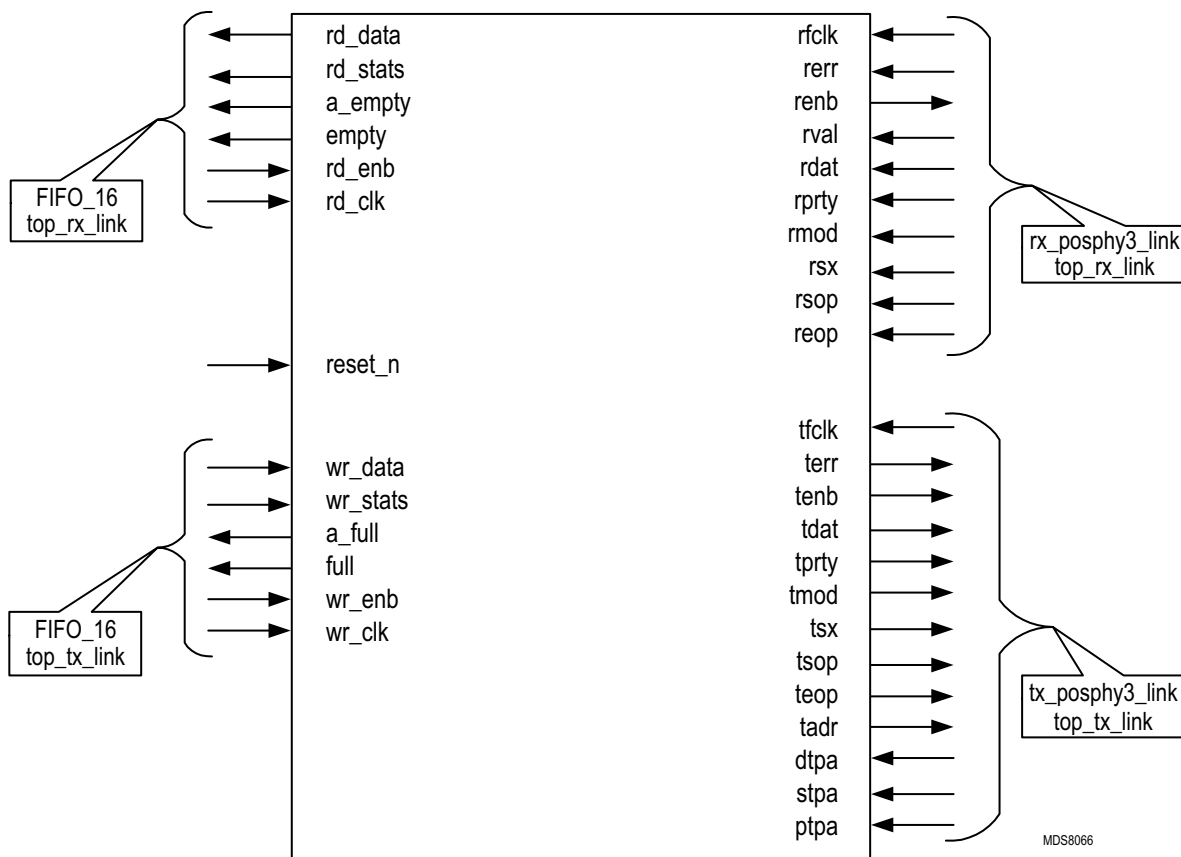 rd_data
rd_stats
a_empty
empty
rd_enb
rd_clk
FIFO_16
top_rx_link
reset_n
wr_data
wr_stats
a_full
full
wr_enb
wr_clk
FIFO_16
top_tx_link
rfclk
rerr
renb
rval
rdat
rprty
rmod
rsx
rsop
reop
rx_posphy3_link
top_rx_link
tfclk
terr
tenb
tdat
tprty
tmod
tsx
tsop
teop
tadr
dtpa
stpa
ptpa
tx_posphy3_link
top_tx_link
MDS8066